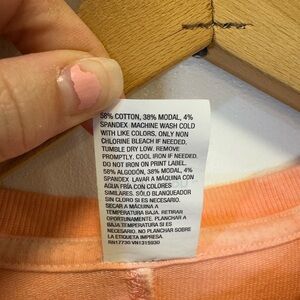 58% COTTON, 38% MODAL, 4%
SPANDEX MACHINE WASH COLD
WITH LIKE COLORS. ONLY NON
CHLORINE BLEACH IF NEEDED.
TUMBLE DRY LOW. REMOVE
PROMPTLY. COOL IRON IF NEEDED.
DO NOT IRON ON PRINT LABEL.
58% ALGODÓN, 38% MODAL, 4%
SPANDEX LAVAR A MÁQUINA CON
AGUA FRÍA CON COLORES
SIMILARES. SÓLO BLANQUEADOR
SIN CLORO SI ES NECESARIO.
SECAR A MÁQUINA A
TEMPERATURA BAJA. RETIRAR
OPORTUNAMENTE. PLANCHAR A
TEMPERATURA BAJA SI ES
NECESARIO. NO PLANCHAR SOBRE
LA ETIQUETA IMPRESA.
RN17730 VN1315930